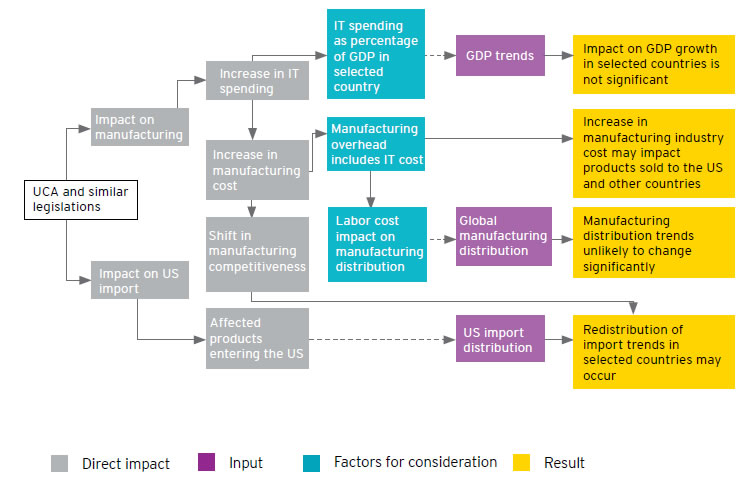 IT spending
as percentage
of GDP in
selected
country
GDP trends
Impact on GDP growth
in selected countries is
not significant
Increase in IT
spending
Impact on
manufacturing
Manufacturing
overhead
includes IT cost
Increase in
manufacturing industry
cost may impact
products sold to the US
and other countries
Increase in
manufacturing
cost
UCA and similar
legislations
Shift in
manufacturing
competitiveness
Labor cost
impact on
manufacturing
distribution
Global
manufacturing
distribution
Manufacturing
distribution trends
unlikely to change
significantly
Impact on US
import
Affected
products
entering the US
US import
distribution
Redistribution of
import trends in
selected countries may
occur
Direct impact
Input
Factors for consideration
Result